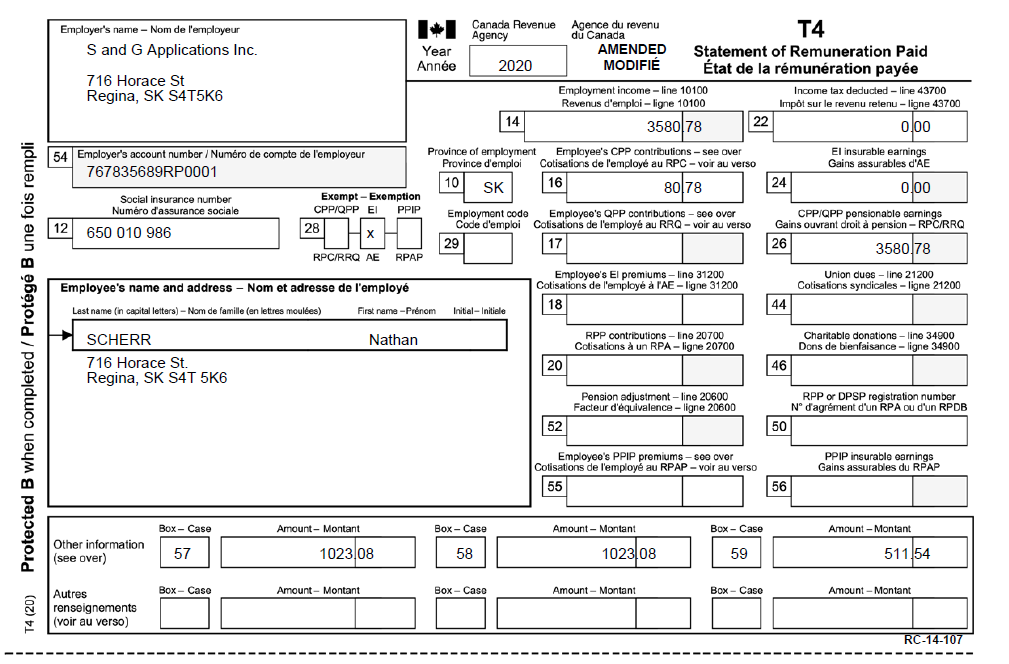 Employer's name – Nom de l'employeur
S and G Applications Inc.
716 Horace St
Regina, SK S4T5K6
Canada Revenue Agency
Agence du revenu du Canada
Year
Année
2020
AMENDED
MODIFIÉ
T4
Statement of Remuneration Paid
État de la rémunération payée
Employment income – line 10100
Revenus d'emploi – ligne 10100
14 3580.78
Income tax deducted – line 43700
Impôt sur le revenu retenu – ligne 43700
22 0.00
54 Employer's account number / Numéro de compte de l'employeur
767835689RP0001
Province of employment
Province d'emploi
10 SK
Employee's CPP contributions – see over
Cotisations de l'employé au RPC – voir au verso
16 80.78
EI insurable earnings
Gains assurables d'AE
24 0.00
Social insurance number
Numéro d'assurance sociale
12 650 010 986
Exempt – Exemption
CPP/QPP EI PPIP
28 x
RPC/RRQ AE RPAP
Employment code
Code d'emploi
29
Employee's QPP contributions – see over
Cotisations de l'employé au RRQ – voir au verso
17
CPP/QPP pensionable earnings
Gains ouvrant droit à pension – RPC/RRQ
26 3580.78
Employee's name and address – Nom et adresse de l'employé
Last name (in capital letters) – Nom de famille (en lettres moulées) First name – Prénom Initial – Initiale
SCHERR Nathan
716 Horace St.
Regina, SK S4T 5K6
Employee's EI premiums – line 31200
Cotisations de l'employé à l'AE – ligne 31200
18
Union dues – line 21200
Cotisations syndicales – ligne 21200
44
RPP contributions – line 20700
Cotisations à un RPA – ligne 20700
20
Charitable donations – line 34900
Dons de bienfaisance – ligne 34900
46
Pension adjustment – line 20600
Facteur d'équivalence – ligne 20600
52
RPP or DPSP registration number
N° d'agrément d'un RPA ou d'un RPDB
50
Employee's PPIP premiums – see over
Cotisations de l'employé au RPAP – voir au verso
55
PPIP insurable earnings
Gains assurables du RPAP
56
Protected B when completed / Protégé B une fois rempli
T4 (20)
Other information
(see over)
Box – Case Amount – Montant Box – Case Amount – Montant Box – Case Amount – Montant
57 1023.08 58 1023.08 59 511.54
Autres
renseignements
(voir au verso)
Box – Case Amount – Montant Box – Case Amount – Montant Box – Case Amount – Montant
RC-14-107